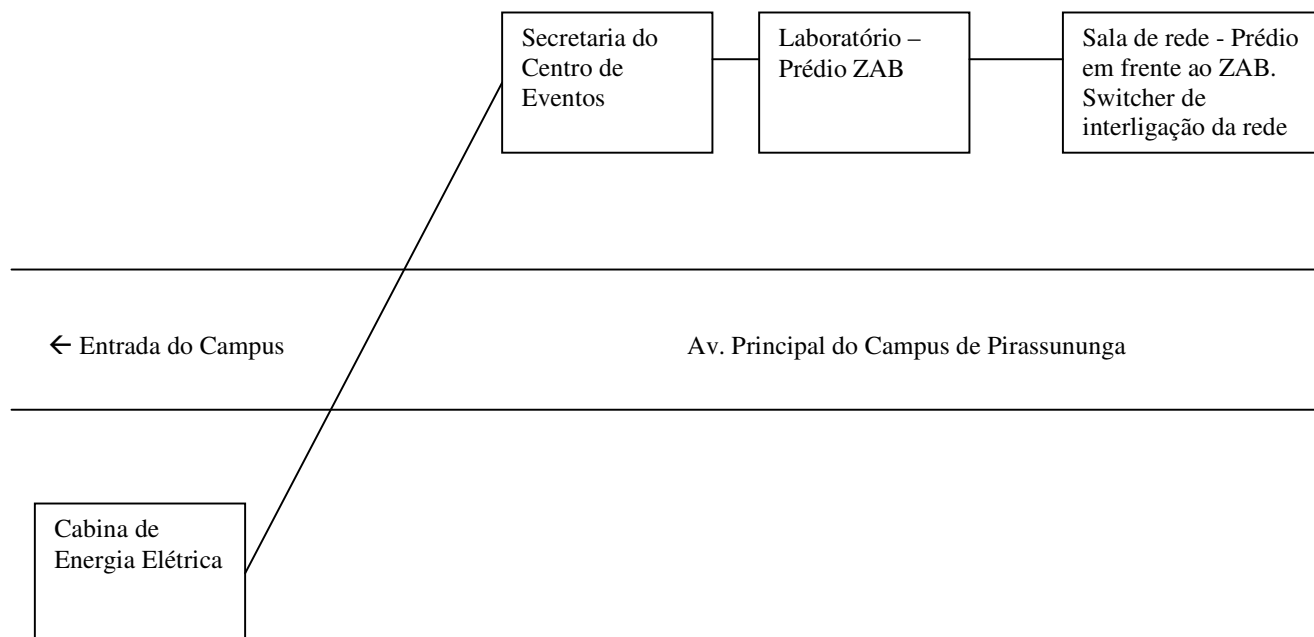 Secretaria do
Centro de
Eventos
Laboratório –
Prédio ZAB
Sala de rede - Prédio
em frente ao ZAB.
Switcher de
interligação da rede
← Entrada do Campus
Av. Principal do Campus de Pirassununga
Cabina de
Energia Elétrica